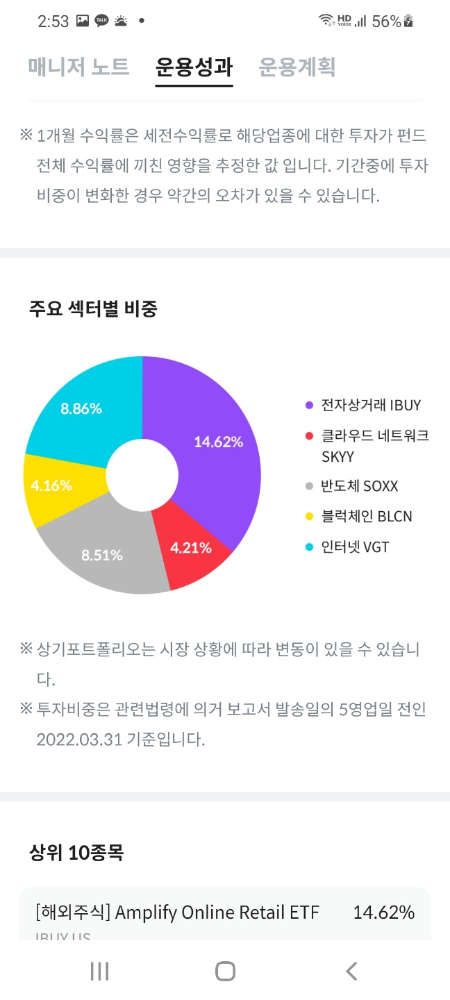 2:53 TALK HD voice 56%
매니저 노트 운용성과 운용계획
※ 1개월 수익률은 세전수익률로 해당업종에 대한 투자가 펀드
전체 수익률에 끼친 영향을 추정한 값 입니다. 기간중에 투자
비중이 변화한 경우 약간의 오차가 있을 수 있습니다.
주요 섹터별 비중
8.86%
14.62%
4.16%
8.51%
4.21%
전자상거래 IBUY
클라우드 네트워크
SKYY
반도체 SOXX
블럭체인 BLCN
인터넷 VGT
※ 상기포트폴리오는 시장 상황에 따라 변동이 있을 수 있습니
다.
※ 투자비중은 관련법령에 의거 보고서 발송일의 5영업일 전인
2022.03.31 기준입니다.
상위 10종목
[해외주식] Amplify Online Retail ETF 14.62%
IBUY US